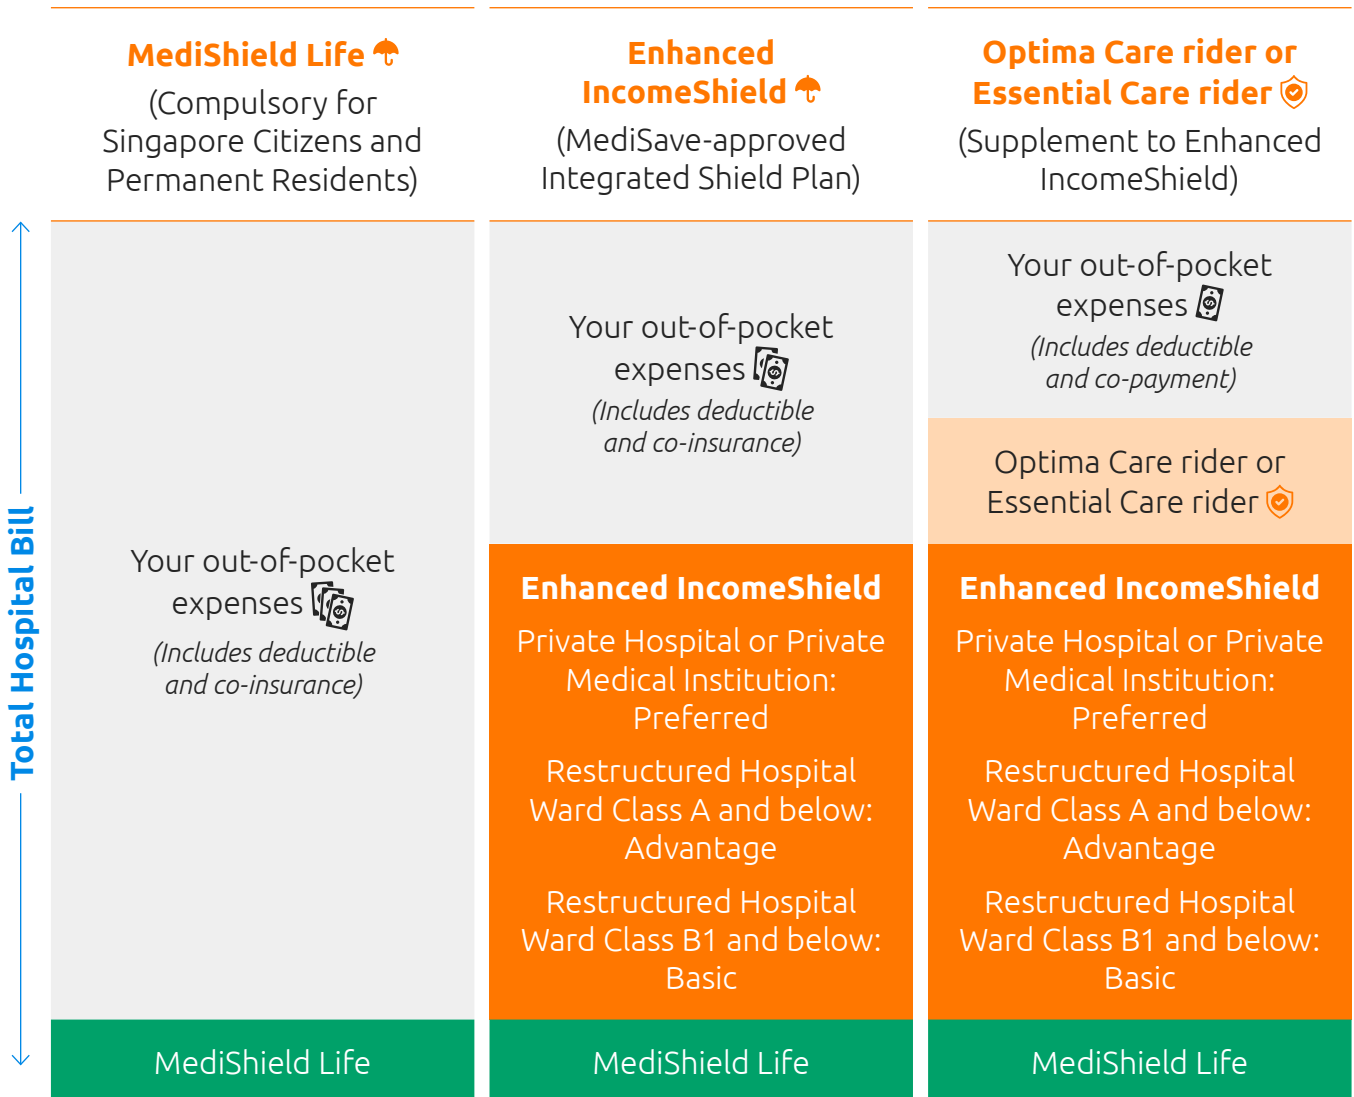 MediShield Life
(Compulsory for
Singapore Citizens and
Permanent Residents)
Enhanced
IncomeShield
(MediSave-approved
Integrated Shield Plan)
Optima Care rider or
Essential Care rider
(Supplement to Enhanced
IncomeShield)
Total Hospital Bill
Your out-of-pocket
expenses
(Includes deductible
and co-insurance)
MediShield Life
Your out-of-pocket
expenses
(Includes deductible
and co-insurance)
Enhanced IncomeShield
Private Hospital or Private
Medical Institution:
Preferred
Restructured Hospital
Ward Class A and below:
Advantage
Restructured Hospital
Ward Class B1 and below:
Basic
MediShield Life
Your out-of-pocket
expenses
(Includes deductible
and co-payment)
Optima Care rider or
Essential Care rider
Enhanced IncomeShield
Private Hospital or Private
Medical Institution:
Preferred
Restructured Hospital
Ward Class A and below:
Advantage
Restructured Hospital
Ward Class B1 and below:
Basic
MediShield Life